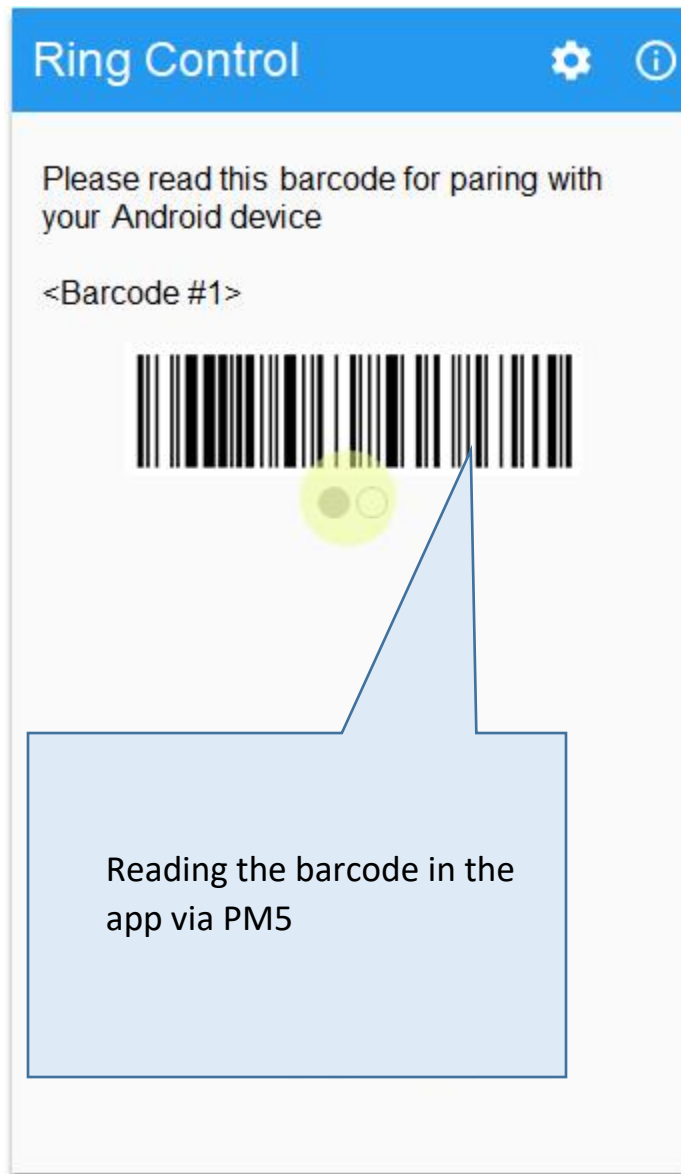 Ring Control
Please read this barcode for paring with
your Android device
<Barcode #1>
Reading the barcode in the
app via PM5